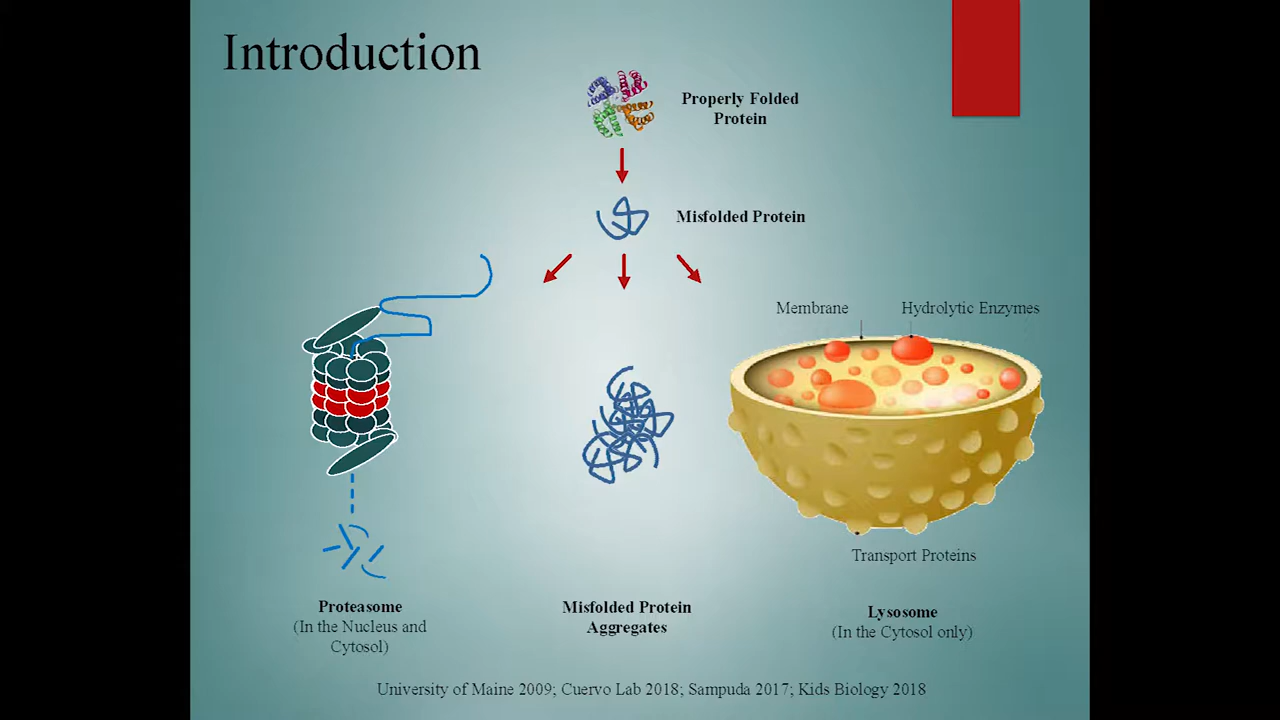 Introduction
Properly Folded
Protein
Misfolded Protein
Membrane
Hydrolytic Enzymes
Transport Proteins
Proteasome
(In the Nucleus and
Cytosol)
Misfolded Protein
Aggregates
Lysosome
(In the Cytosol only)
University of Maine 2009; Cuervo Lab 2018; Sampuda 2017; Kids Biology 2018